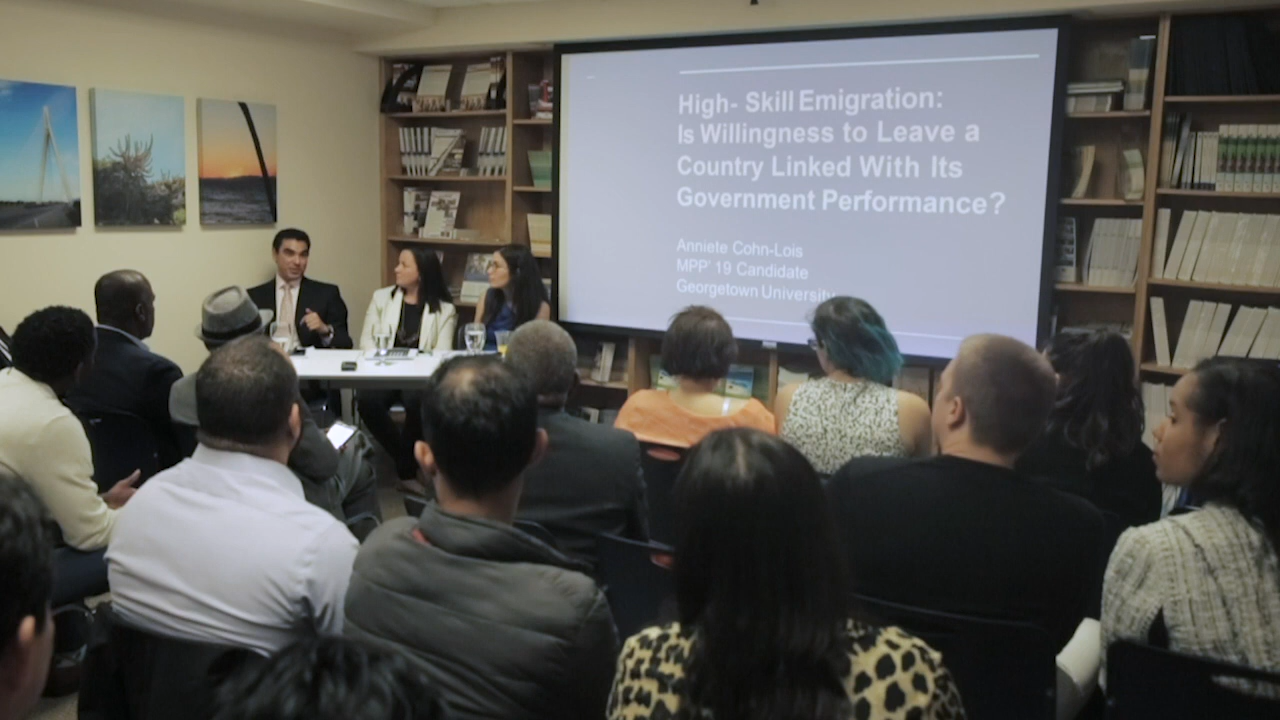 High- Skill Emigration:
Is Willingness to Leave a
Country Linked With Its
Government Performance?
Anniete Cohn-Lois
MPP' 19 Candidate
Georgetown University